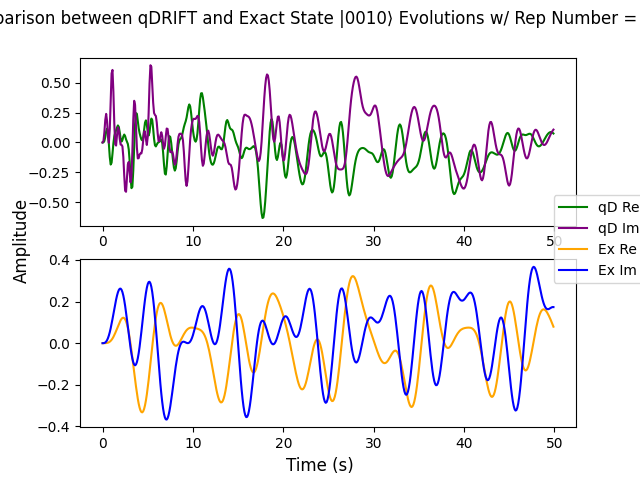 between qDRIFT and Exact State |0010⟩ Evolutions w/ Rep Number =
0.50
0.25
0.00
−0.25
−0.50
0 10 20 30 40 50
qD Re
qD Im
Ex Re
Ex Im
Amplitude
0.4
0.2
0.0
−0.2
−0.4
0 10 20 30 40 50
Time (s)